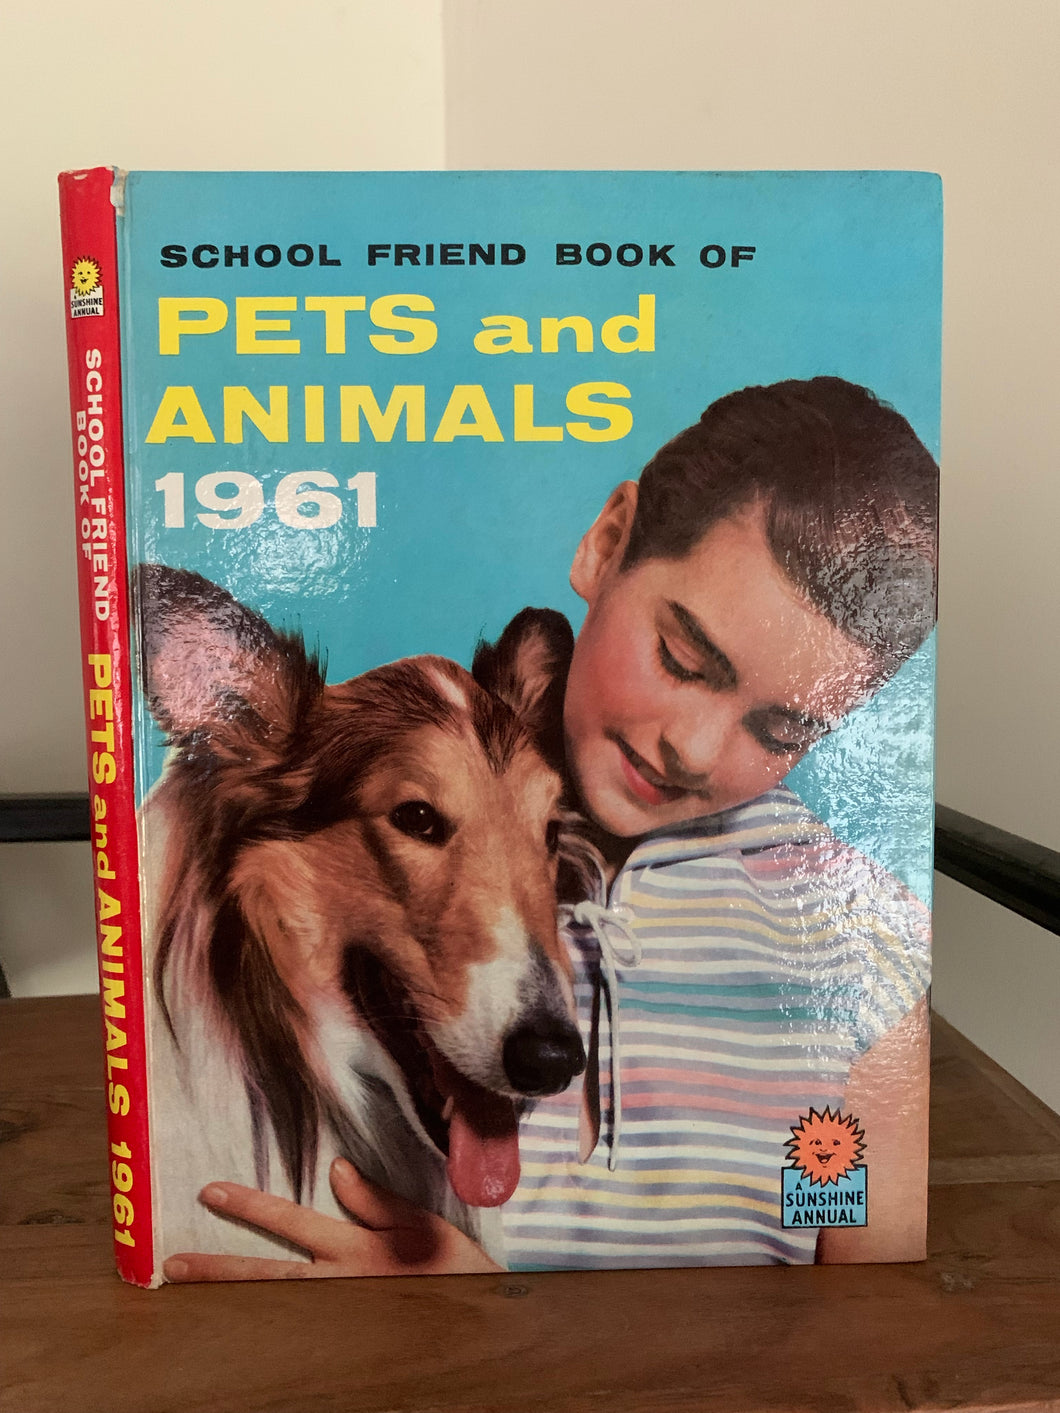 SCHOOL FRIEND BOOK OF
PETS and
ANIMALS
1961
A
SUNSHINE
ANNUAL
A
SUNSHINE
ANNUAL
SCHOOL FRIEND
BOOK OF
PETS and ANIMALS 1961